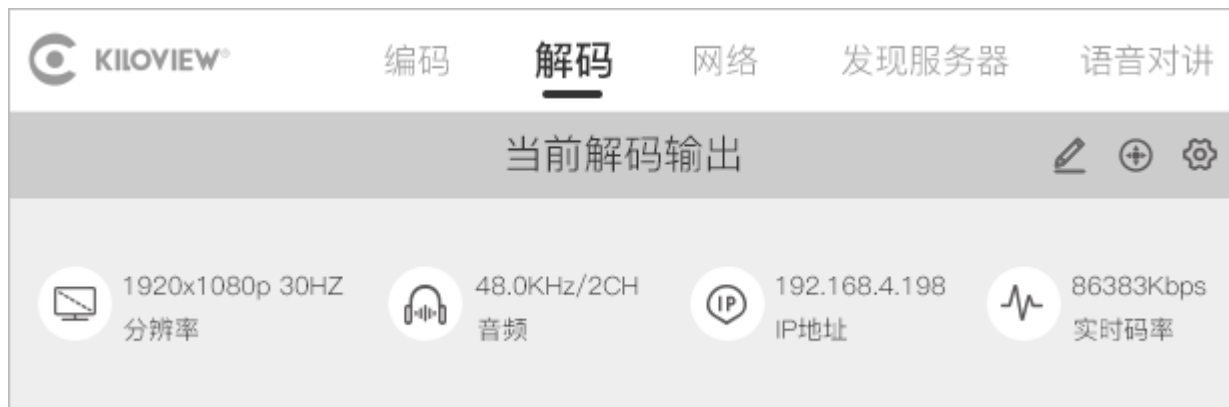 KILOVIEW®
编码
解码
网络
发现服务器
语音对讲
当前解码输出
1920x1080p 30HZ
分辨率
48.0KHz/2CH
音频
IP
192.168.4.198
IP地址
86383Kbps
实时码率